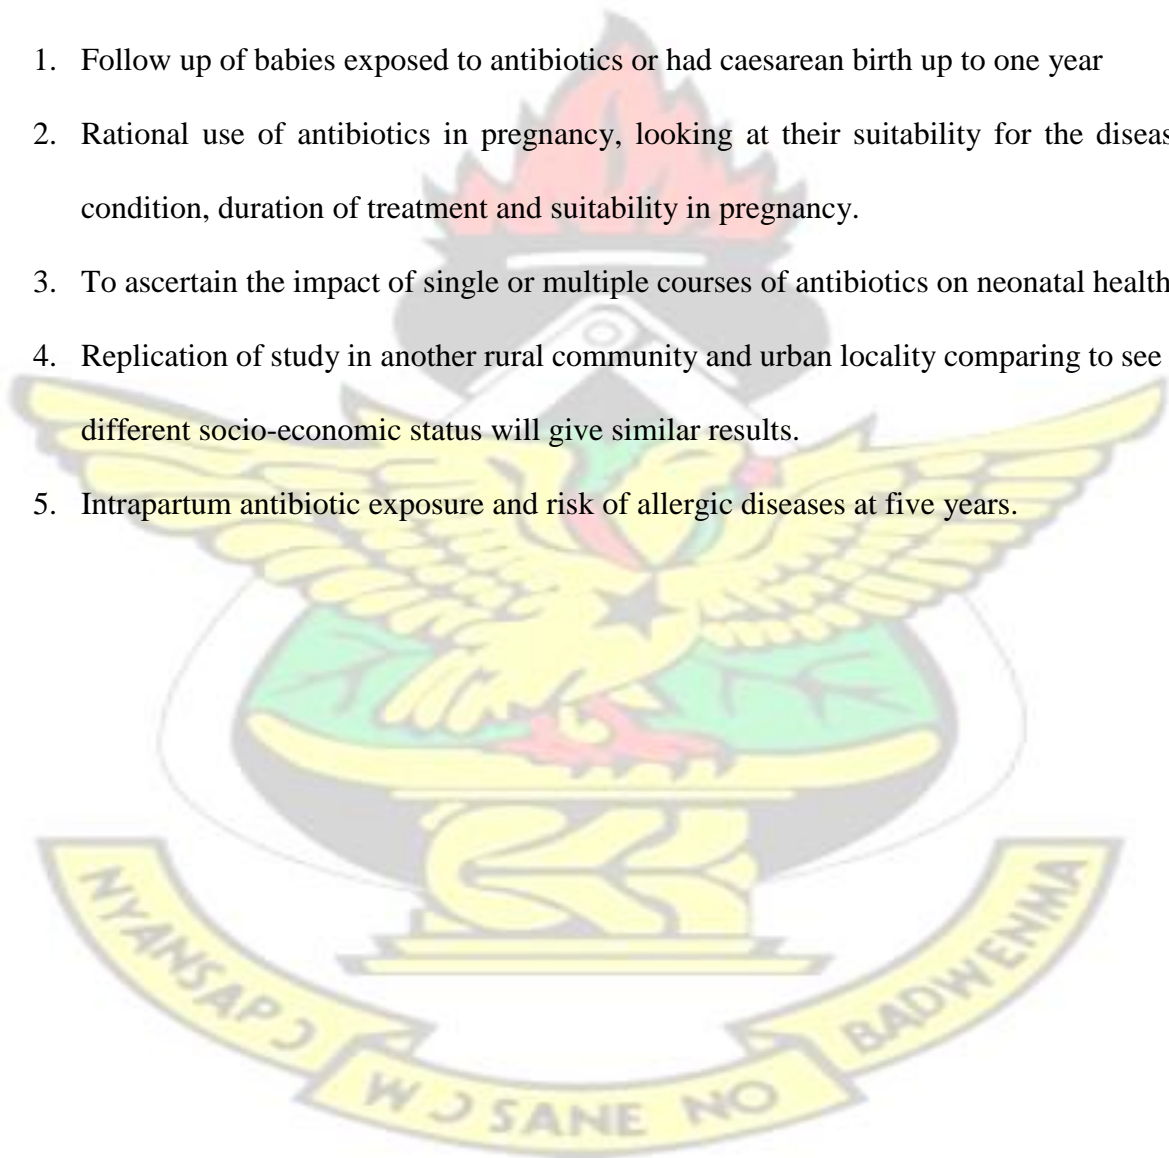 1. Follow up of babies exposed to antibiotics or had caesarean birth up to one year
2. Rational use of antibiotics in pregnancy, looking at their suitability for the diseas
condition, duration of treatment and suitability in pregnancy.
3. To ascertain the impact of single or multiple courses of antibiotics on neonatal health
4. Replication of study in another rural community and urban locality comparing to see
different socio-economic status will give similar results.
5. Intrapartum antibiotic exposure and risk of allergic diseases at five years.
NYANSAPƆ
WƆSANE NO
BADWENMA